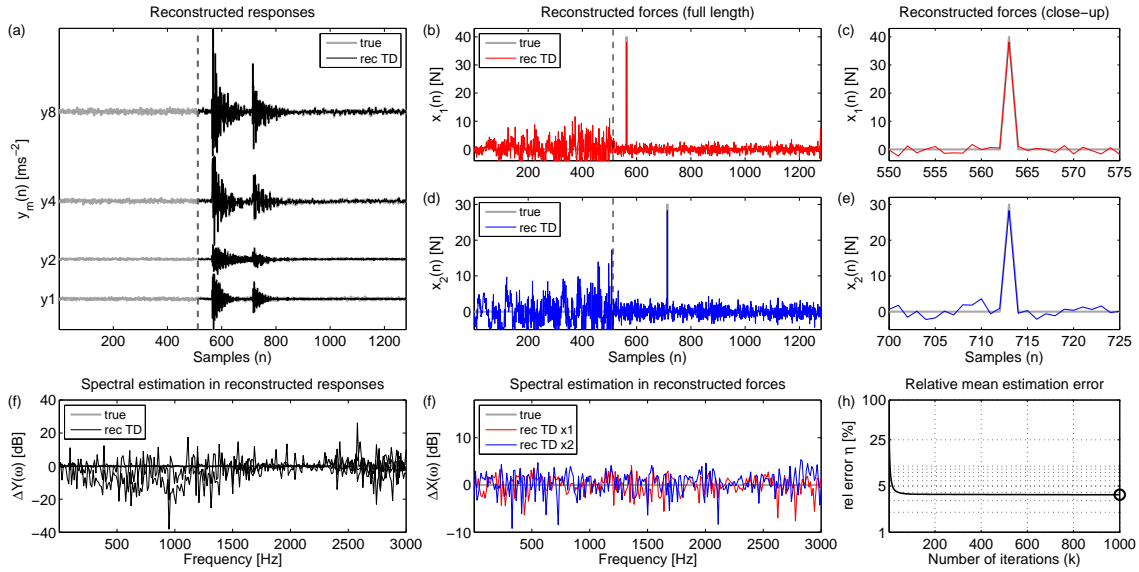 Reconstructed responses
(a)
true
rec TD
y8
y4
y2
y1
y_m(n) [ms⁻²]
200 400 600 800 1000 1200
Samples (n)
Reconstructed forces (full length)
(b)
true
rec TD
x₁(n) [N]
40
30
20
10
0
200 400 600 800 1000 1200
Samples (n)
Reconstructed forces (close−up)
(c)
x₁(n) [N]
40
30
20
10
0
550 555 560 565 570 575
Samples (n)
(d)
true
rec TD
x₂(n) [N]
30
20
10
0
200 400 600 800 1000 1200
Samples (n)
(e)
x₂(n) [N]
30
20
10
0
700 705 710 715 720 725
Samples (n)
Spectral estimation in reconstructed responses
(f)
true
rec TD
ΔY(ω) [dB]
40
20
0
−20
−40
500 1000 1500 2000 2500 3000
Frequency [Hz]
Spectral estimation in reconstructed forces
(f)
true
rec TD x1
rec TD x2
ΔX(ω) [dB]
10
0
−10
500 1000 1500 2000 2500 3000
Frequency [Hz]
Relative mean estimation error
(h)
rel error η [%]
100
25
5
1
200 400 600 800 1000
Number of iterations (k)